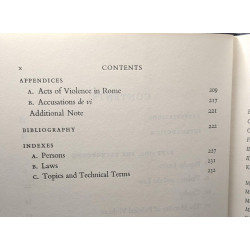 x CONTENTS
APPENDICES
A. Acts of Violence in Rome 209
B. Accusations de vi 217
Additional Note 221
BIBLIOGRAPHY 222
INDEXES
A. Persons 227
B. Laws 231
C. Topics and Technical Terms 232